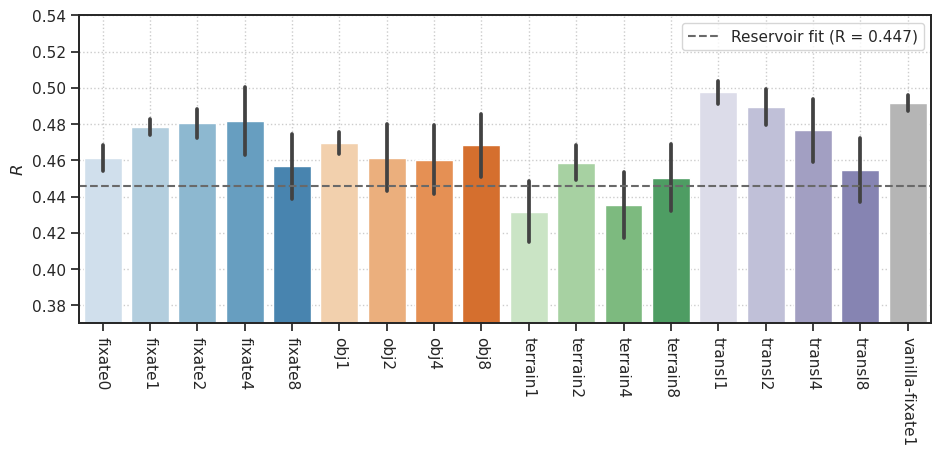 0.54
0.52
0.50
0.48
0.46
0.44
0.42
0.40
0.38
R
Reservoir fit (R = 0.447)
fixate0
fixate1
fixate2
fixate4
fixate8
obj1
obj2
obj4
obj8
terrain1
terrain2
terrain4
terrain8
transl1
transl2
transl4
transl8
vanilla-fixate1